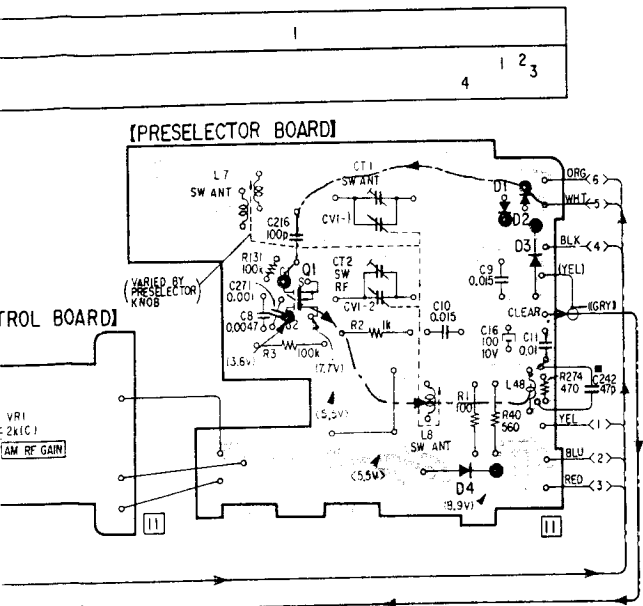 1
1 2 3
4
[PRESELECTOR BOARD]
L7
SW ANT
CT1
SW ANT
CV1-1
D1
D2
D3
ORG 6
WHT 5
BLK 4
(YEL)
C216
100p
R131
100k
Q1
S
C271
0.001
C8
0.0047
G2
(VARIED BY
PRESELECTOR
KNOB)
CT2
SW
RF
CV1-2
C9
0.015
C10
0.015
R2 1k
C16
100
10V
CLEAR
(GRY)
C11
0.01
CLEAR
TROL BOARD]
(3.6V)
R3 100k
(7.7V)
L48
R274
470
C242
47p
VR1
2k(C)
AM RF GAIN
(5.5V)
L8
SW ANT
R1
100
R40
560
YEL 1
(5.5V)
D4
(8.9V)
BLU 2
RED 3
11
11